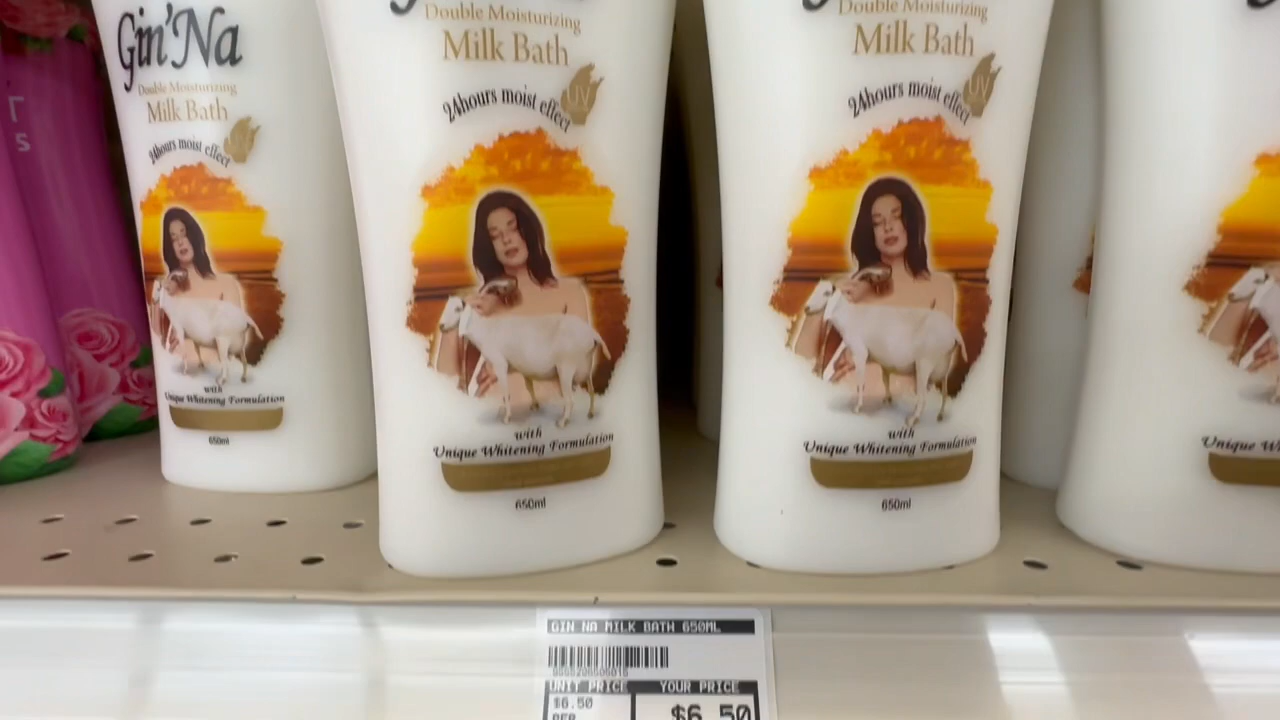 Gin'Na
Double Moisturizing
Milk Bath
24hours moist effect
with
Unique Whitening Formulation
650ml
Double Moisturizing
Milk Bath
UV
24hours moist effect
with
Unique Whitening Formulation
650ml
Double Moisturizing
Milk Bath
UV
24hours moist effect
with
Unique Whitening Formulation
650ml
Unique W
GIN NA MILK BATH 650ML
UNIT PRICE
YOUR PRICE
$6.50
$6.50
PER